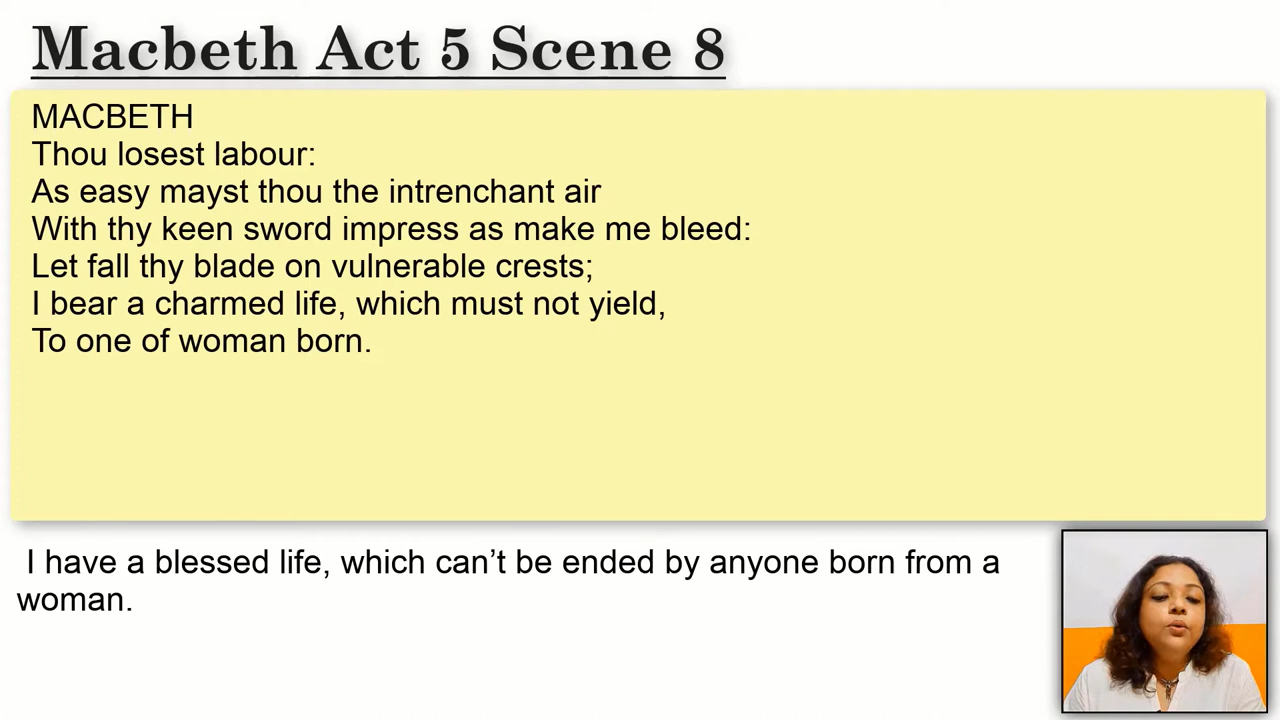 Macbeth Act 5 Scene 8
MACBETH
Thou losest labour:
As easy mayst thou the intrenchant air
With thy keen sword impress as make me bleed:
Let fall thy blade on vulnerable crests;
I bear a charmed life, which must not yield,
To one of woman born.
I have a blessed life, which can’t be ended by anyone born from a
woman.